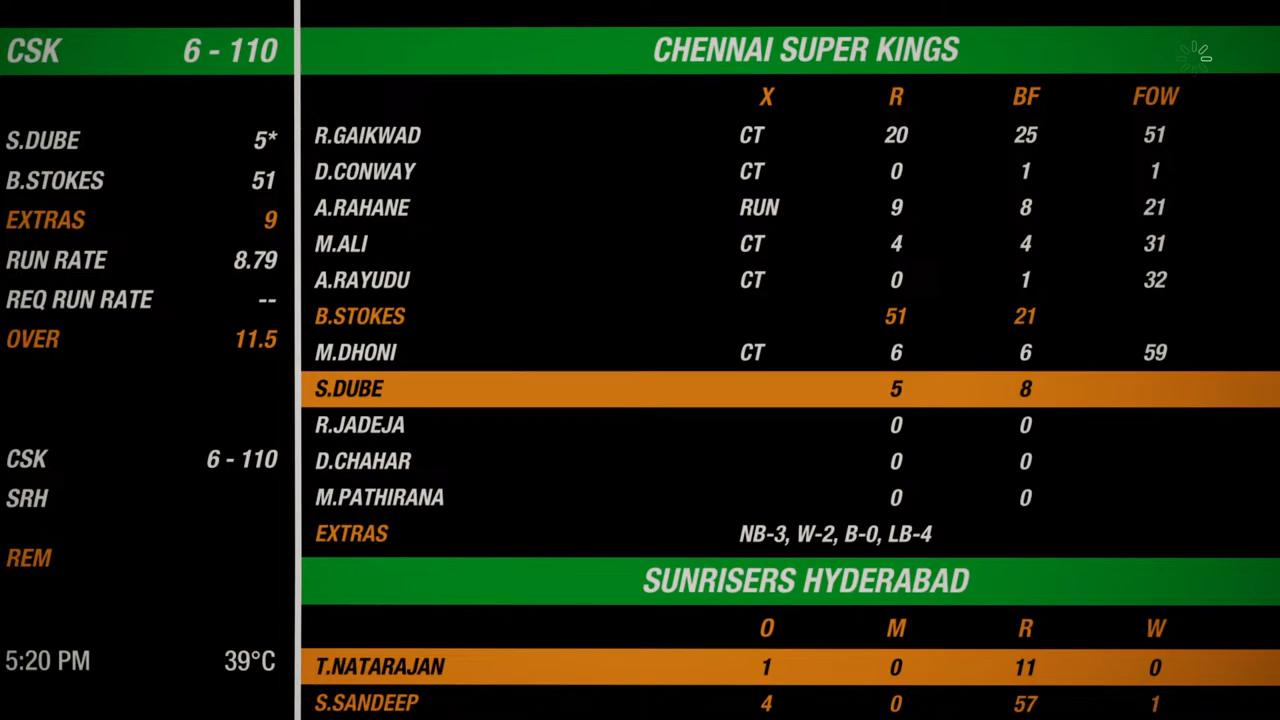 CSK 6 - 110
S.DUBE 5*
B.STOKES 51
EXTRAS 9
RUN RATE 8.79
REQ RUN RATE --
OVER 11.5
CSK 6 - 110
SRH
REM
5:20 PM 39°C
CHENNAI SUPER KINGS
X R BF FOW
R.GAIKWAD CT 20 25 51
D.CONWAY CT 0 1 1
A.RAHANE RUN 9 8 21
M.ALI CT 4 4 31
A.RAYUDU CT 0 1 32
B.STOKES 51 21
M.DHONI CT 6 6 59
S.DUBE 5 8
R.JADEJA 0 0
D.CHAHAR 0 0
M.PATHIRANA 0 0
EXTRAS NB-3, W-2, B-0, LB-4
SUNRISERS HYDERABAD
O M R W
T.NATARAJAN 1 0 11 0
S.SANDEEP 4 0 57 1